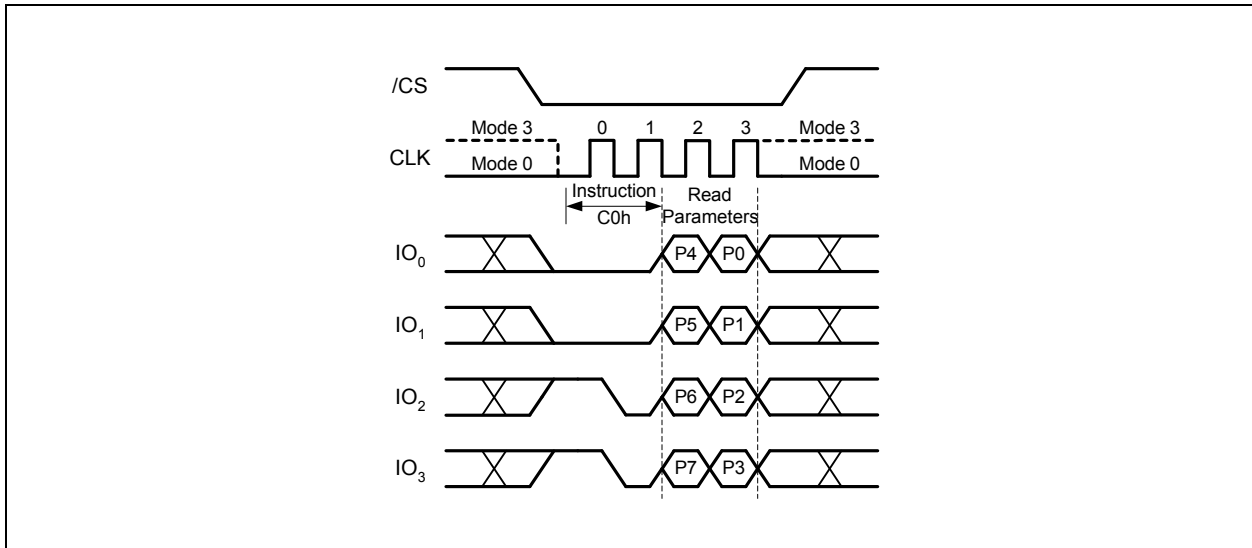 /CS
Mode 3 0 1 2 3 Mode 3
CLK
Mode 0 Mode 0
Instruction Read
C0h Parameters
IO0 P4 P0
IO1 P5 P1
IO2 P6 P2
IO3 P7 P3